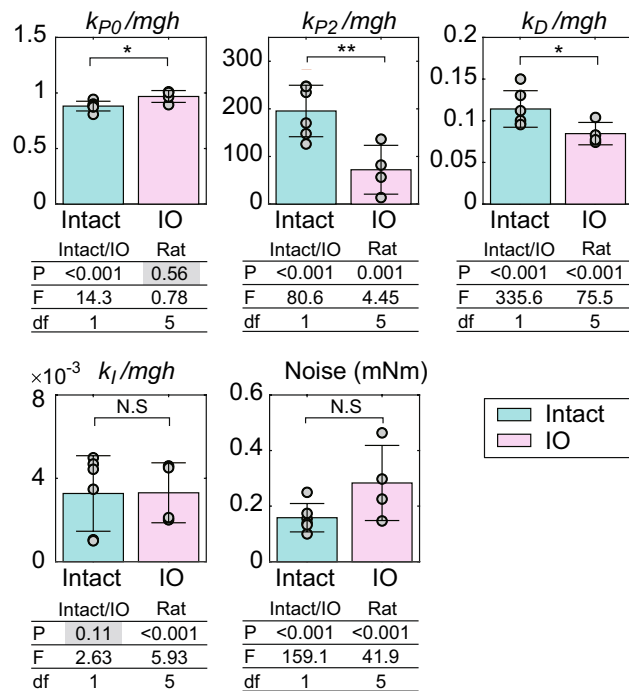 k_P0 /mgh
1.5
1
0.5
0
*
Intact IO
Intact/IO Rat
P <0.001 0.56
F 14.3 0.78
df 1 5
k_P2 /mgh
300
200
100
0
**
Intact IO
Intact/IO Rat
P <0.001 0.001
F 80.6 4.45
df 1 5
k_D /mgh
0.2
0.15
0.1
0.05
0
*
Intact IO
Intact/IO Rat
P <0.001 <0.001
F 335.6 75.5
df 1 5
×10⁻³ k_I /mgh
8
4
0
N.S
Intact IO
Intact/IO Rat
P 0.11 <0.001
F 2.63 5.93
df 1 5
Noise (mNm)
0.6
0.4
0.2
0
N.S
Intact IO
Intact/IO Rat
P <0.001 <0.001
F 159.1 41.9
df 1 5
Intact
IO